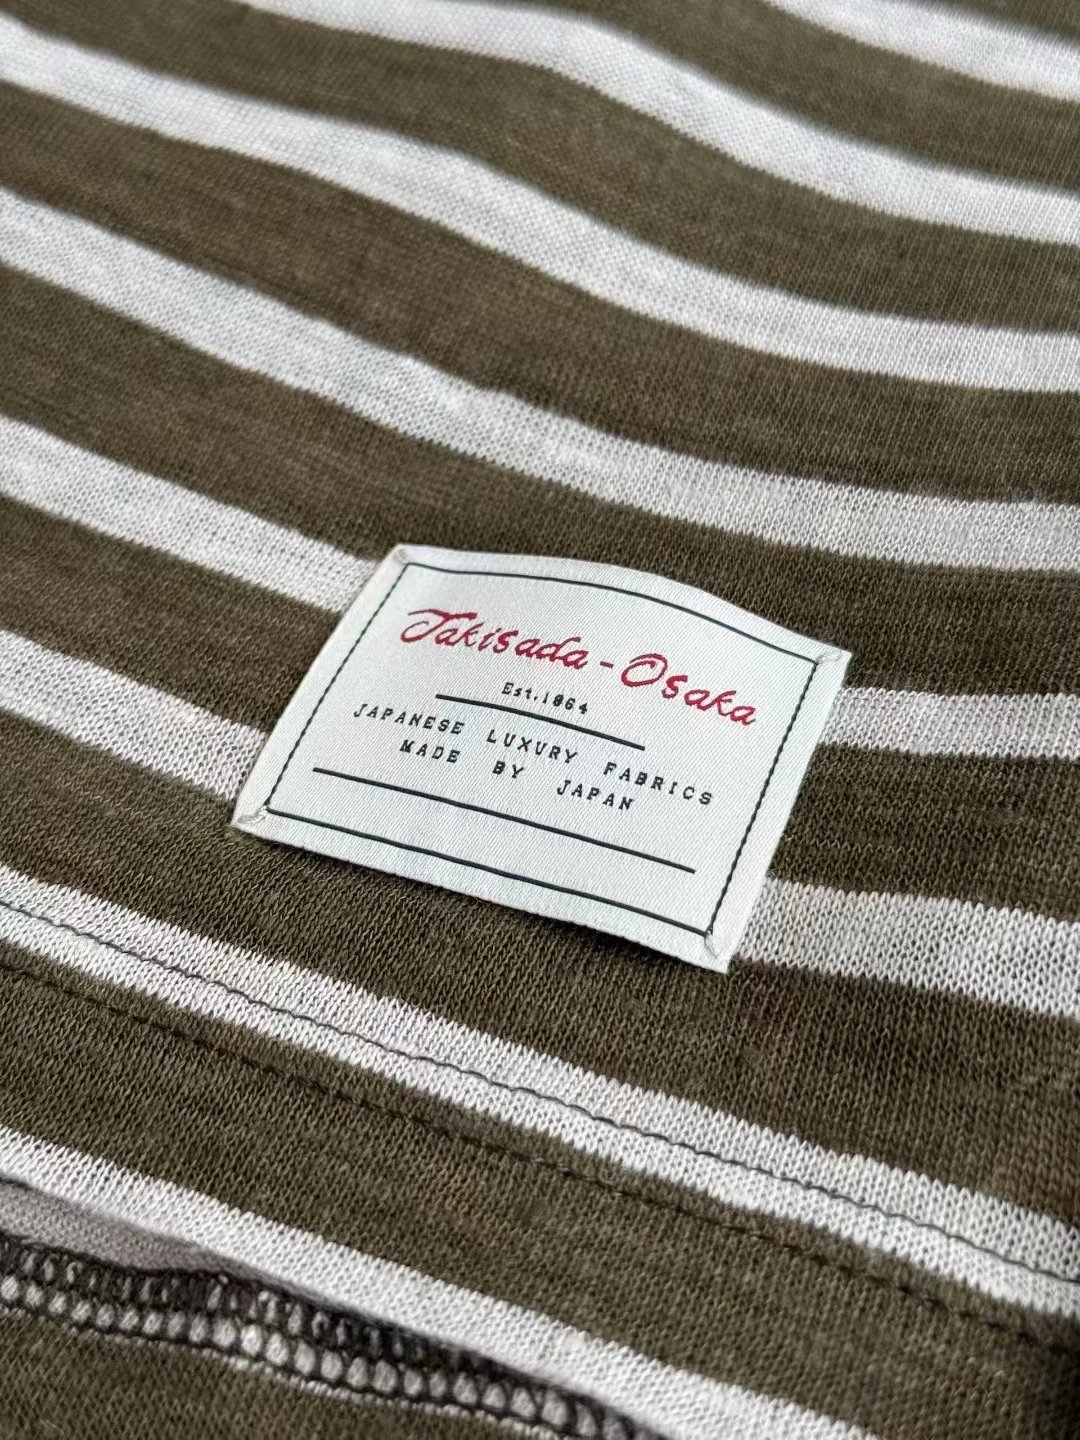 Takisada-Osaka
Est.1864
JAPANESE LUXURY FABRICS
MADE BY JAPAN